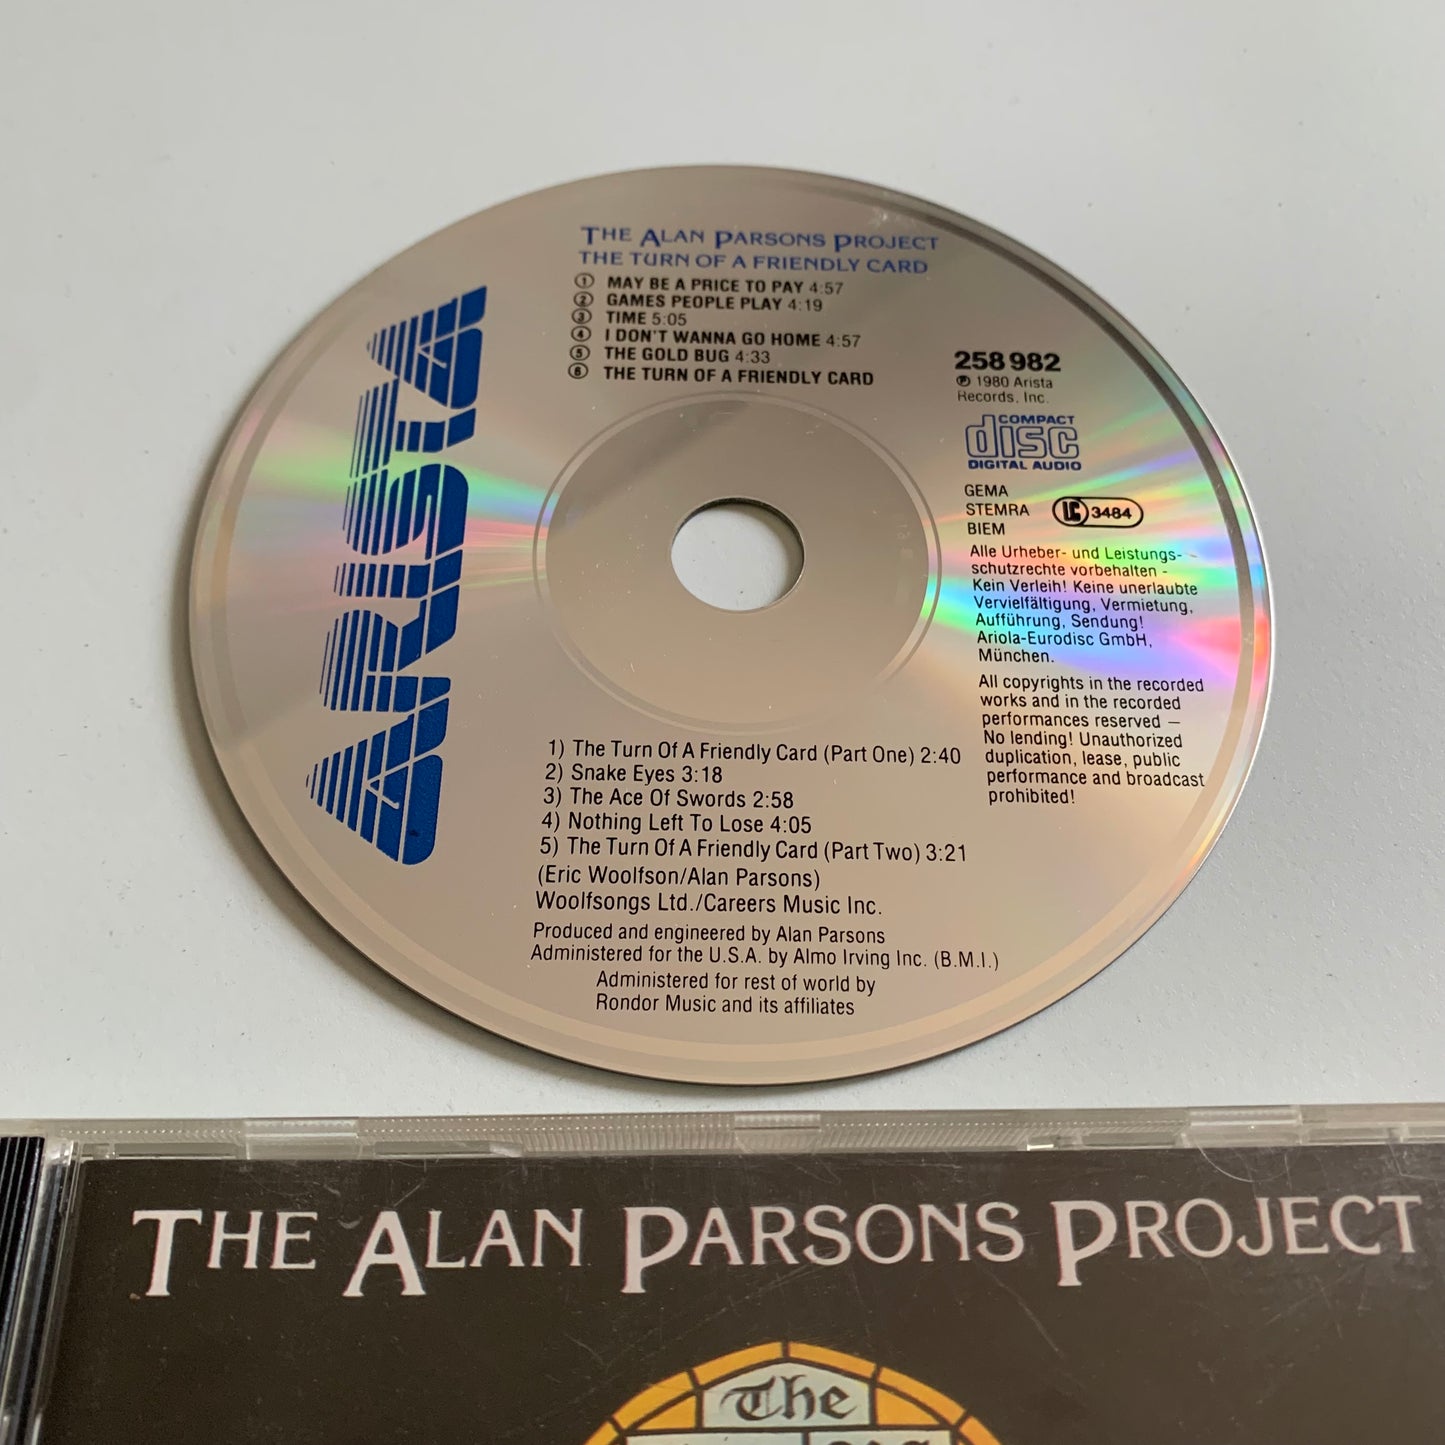 THE ALAN PARSONS PROJECT
THE TURN OF A FRIENDLY CARD
1 MAY BE A PRICE TO PAY 4:57
2 GAMES PEOPLE PLAY 4:19
3 TIME 5:05
4 I DON'T WANNA GO HOME 4:57
5 THE GOLD BUG 4:33
6 THE TURN OF A FRIENDLY CARD
ARISTA
258 982
℗ 1980 Arista
Records, Inc.
COMPACT
disc
DIGITAL AUDIO
GEMA
STEMRA
BIEM
LC 3484
Alle Urheber- und Leistungs-
schutzrechte vorbehalten -
Kein Verleih! Keine unerlaubte
Vervielfältigung, Vermietung,
Aufführung, Sendung!
Ariola-Eurodisc GmbH,
München.
All copyrights in the recorded
works and in the recorded
performances reserved —
No lending! Unauthorized
duplication, lease, public
performance and broadcast
prohibited!
1) The Turn Of A Friendly Card (Part One) 2:40
2) Snake Eyes 3:18
3) The Ace Of Swords 2:58
4) Nothing Left To Lose 4:05
5) The Turn Of A Friendly Card (Part Two) 3:21
(Eric Woolfson/Alan Parsons)
Woolfsongs Ltd./Careers Music Inc.
Produced and engineered by Alan Parsons
Administered for the U.S.A. by Almo Irving Inc. (B.M.I.)
Administered for rest of world by
Rondor Music and its affiliates
THE ALAN PARSONS PROJECT
The